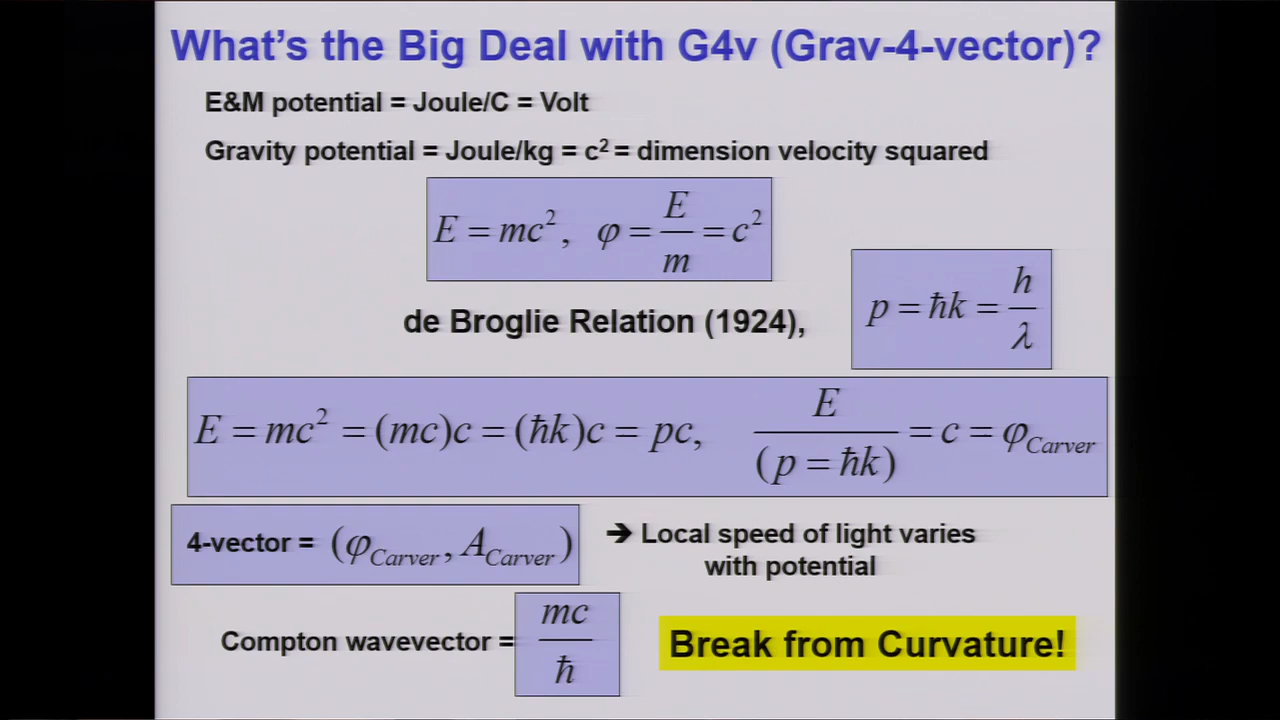 What's the Big Deal with G4v (Grav-4-vector)?
E&M potential = Joule/C = Volt
Gravity potential = Joule/kg = c² = dimension velocity squared
E = mc², φ = E/m = c²
de Broglie Relation (1924), p = ħk = h/λ
E = mc² = (mc)c = (ħk)c = pc, E/(p = ħk) = c = φ_Carver
4-vector = (φ_Carver, A_Carver) ➔ Local speed of light varies
with potential
Compton wavevector = mc/ħ
Break from Curvature!